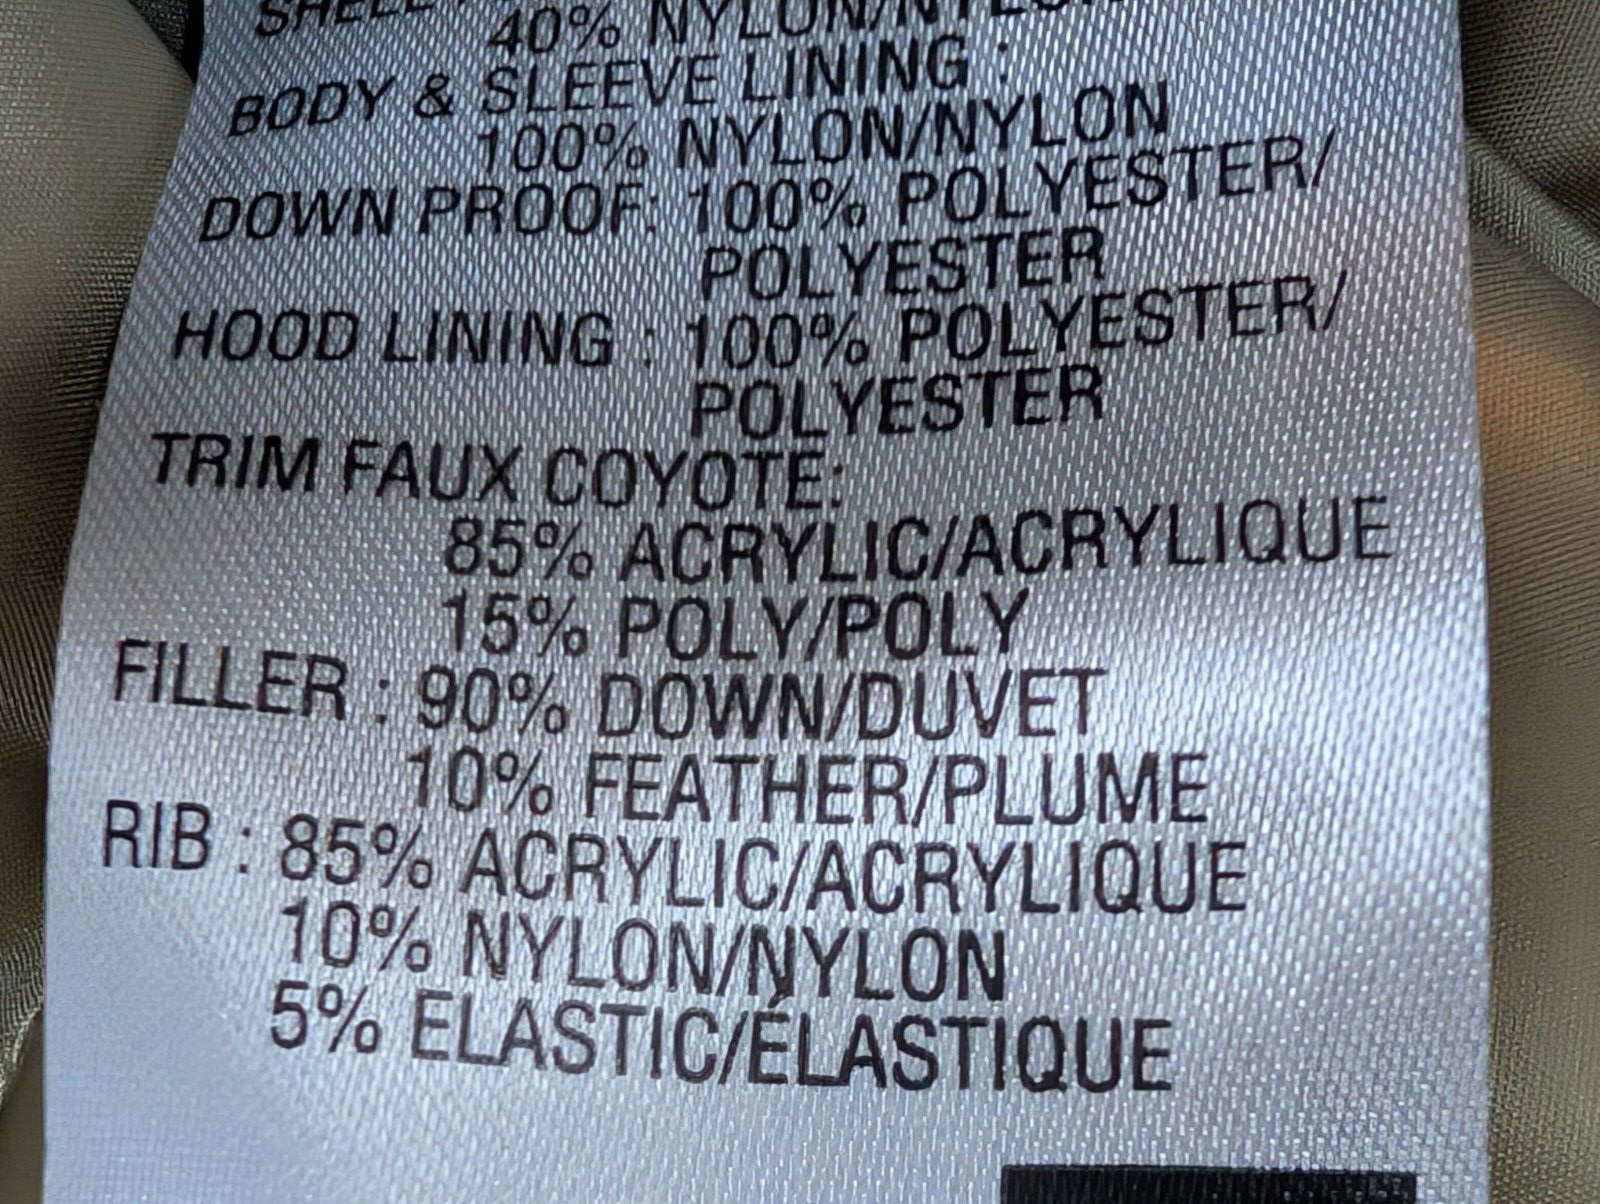 SHELL
40% NYLON/NYLON
BODY & SLEEVE LINING :
100% NYLON/NYLON
DOWN PROOF: 100% POLYESTER/
POLYESTER
HOOD LINING : 100% POLYESTER/
POLYESTER
TRIM FAUX COYOTE:
85% ACRYLIC/ACRYLIQUE
15% POLY/POLY
FILLER : 90% DOWN/DUVET
10% FEATHER/PLUME
RIB : 85% ACRYLIC/ACRYLIQUE
10% NYLON/NYLON
5% ELASTIC/ÉLASTIQUE